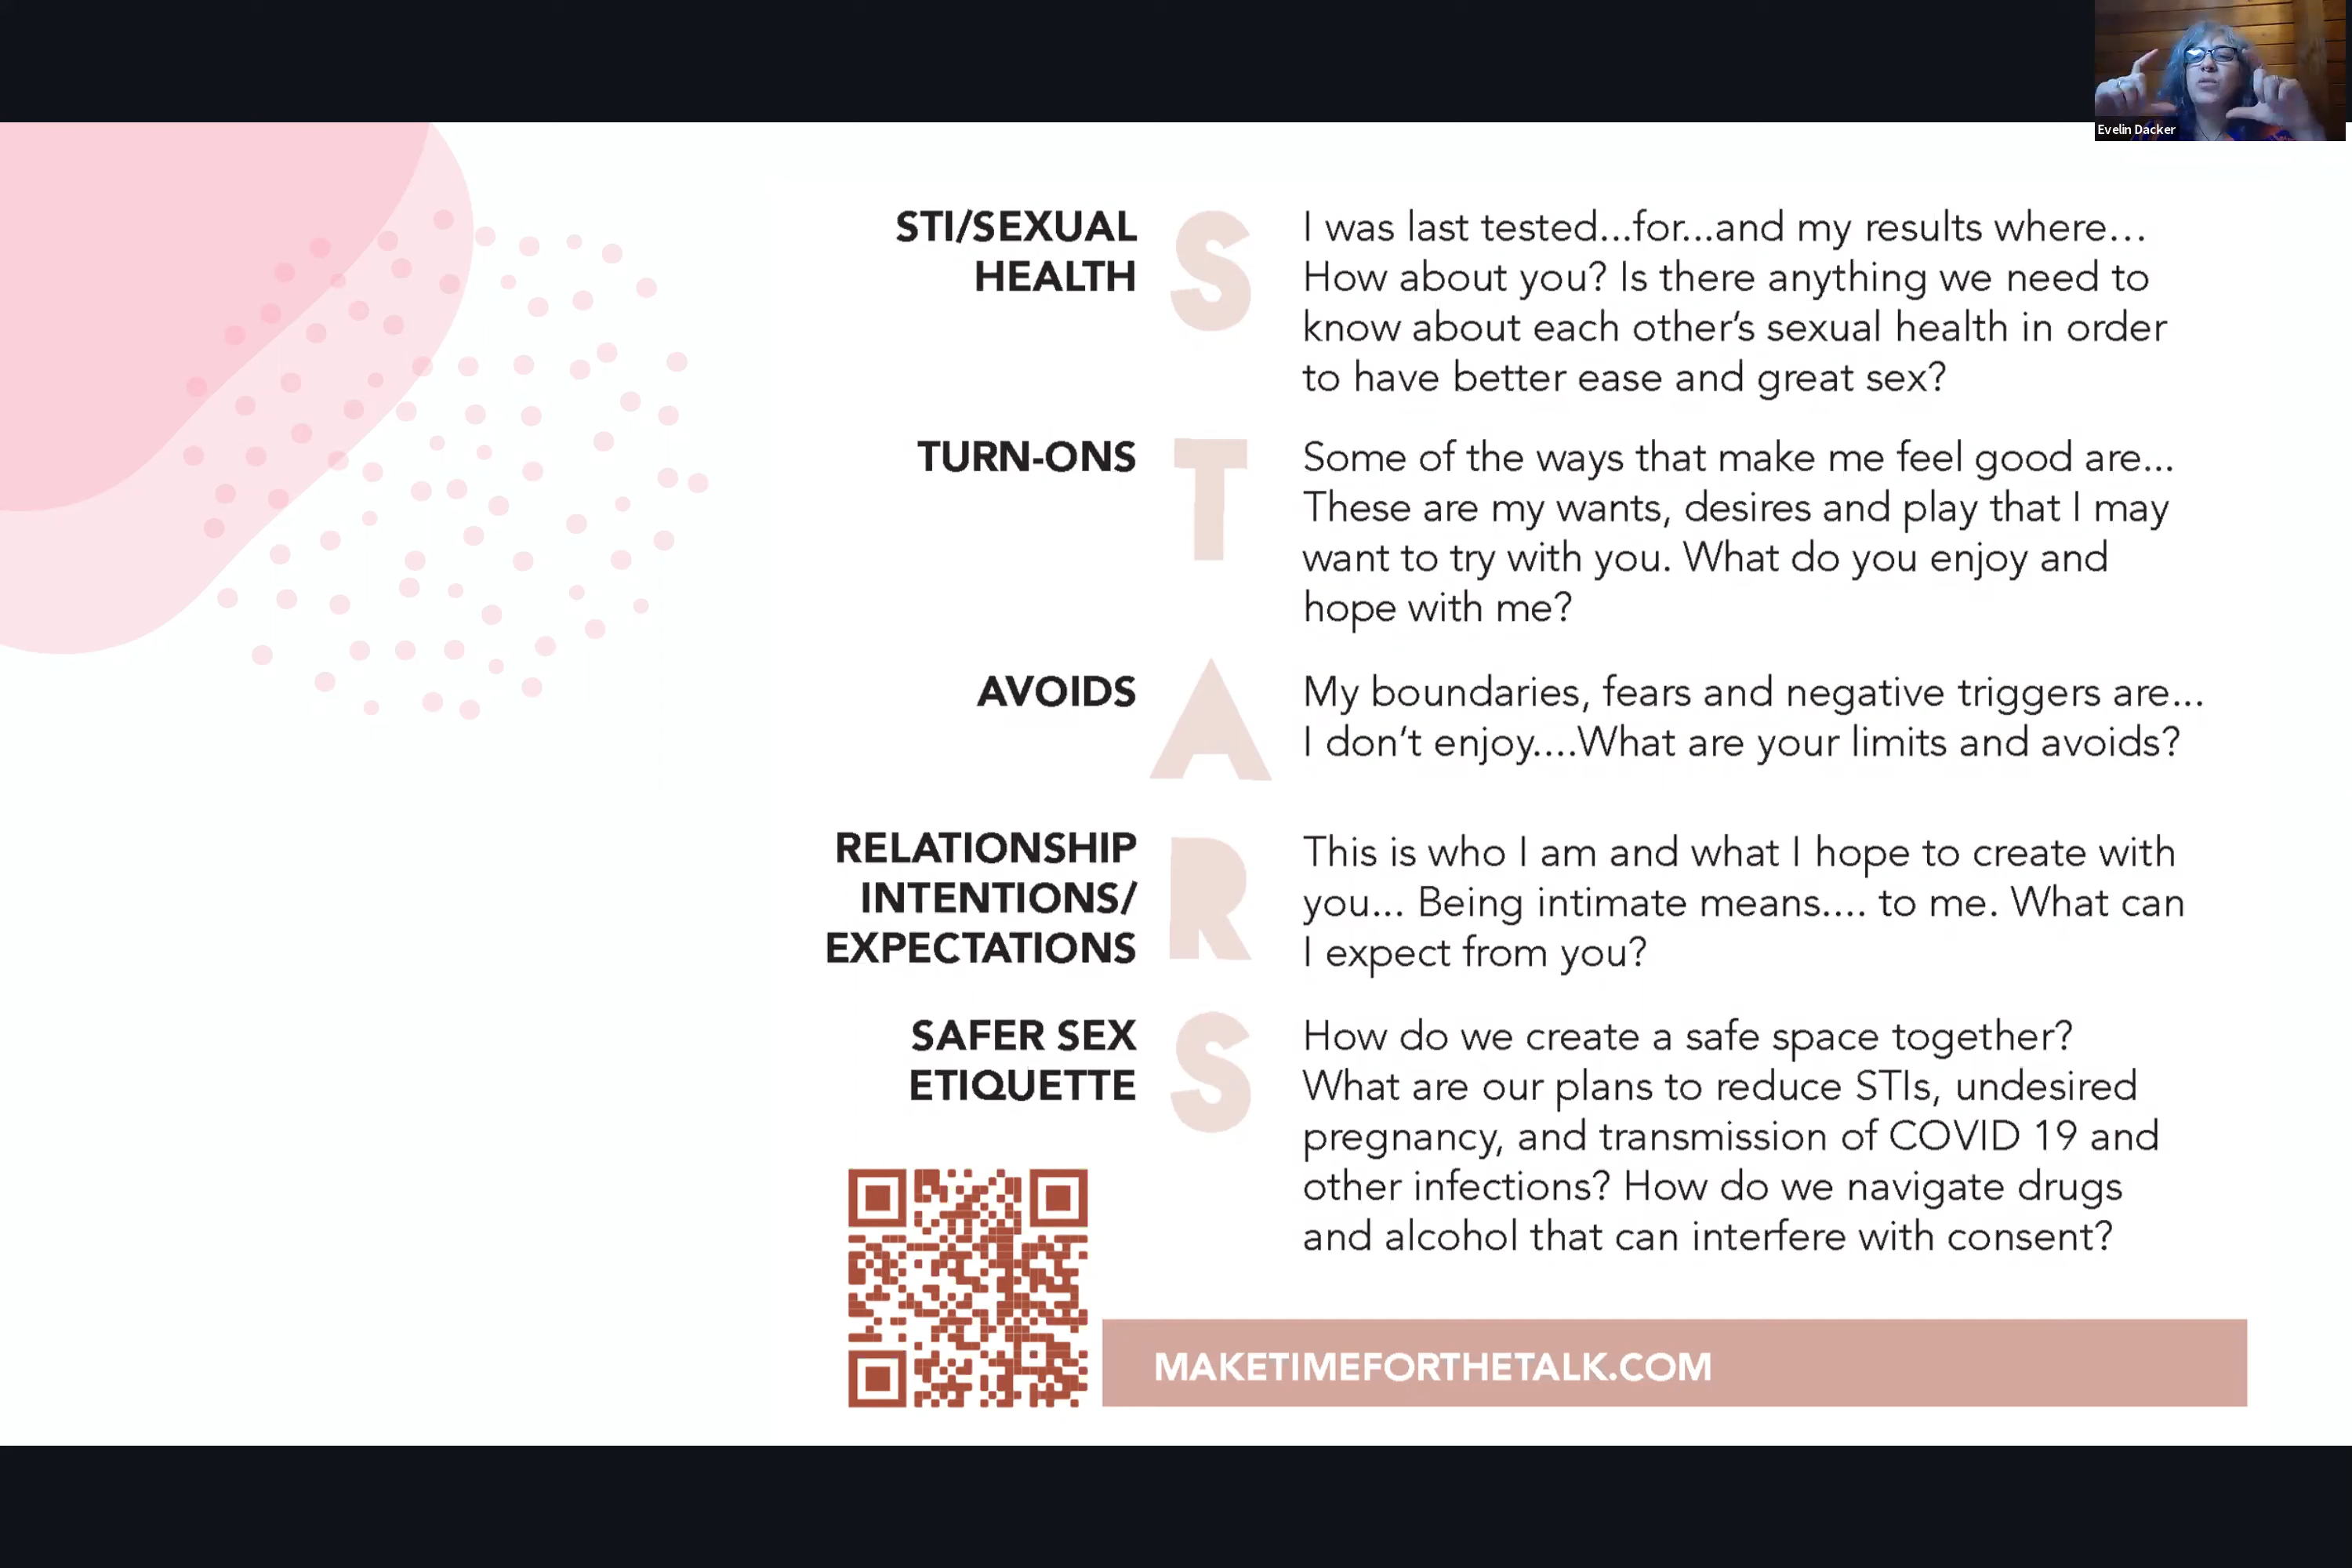 Evelin Dacker
STI/SEXUAL
HEALTH
S
I was last tested...for...and my results where...
How about you? Is there anything we need to
know about each other's sexual health in order
to have better ease and great sex?
TURN-ONS
T
Some of the ways that make me feel good are...
These are my wants, desires and play that I may
want to try with you. What do you enjoy and
hope with me?
AVOIDS
A
My boundaries, fears and negative triggers are...
I don't enjoy....What are your limits and avoids?
RELATIONSHIP
INTENTIONS/
EXPECTATIONS
R
This is who I am and what I hope to create with
you... Being intimate means.... to me. What can
I expect from you?
SAFER SEX
ETIQUETTE
S
How do we create a safe space together?
What are our plans to reduce STIs, undesired
pregnancy, and transmission of COVID 19 and
other infections? How do we navigate drugs
and alcohol that can interfere with consent?
MAKETIMEFORTHETALK.COM